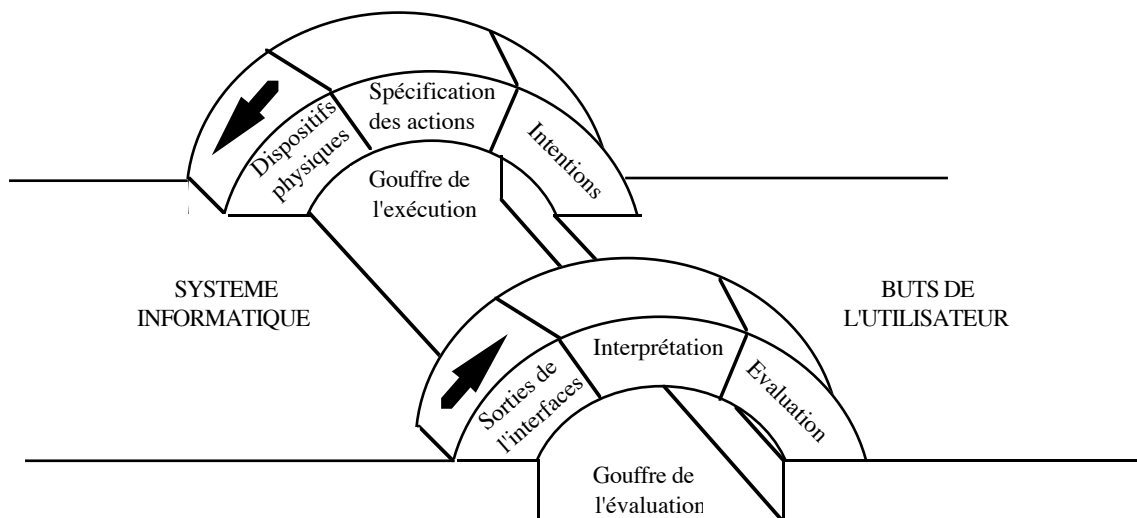 Dispositifs
physiques
Spécification
des actions
Intentions
Gouffre de
l'exécution
SYSTEME
INFORMATIQUE
BUTS DE
L'UTILISATEUR
Sorties de
l'interfaces
Interprétation
Evaluation
Gouffre de
l'évaluation